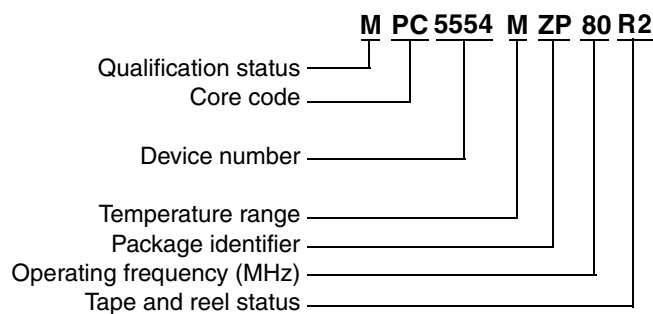 M PC 5554 M ZP 80 R2
Qualification status
Core code
Device number
Temperature range
Package identifier
Operating frequency (MHz)
Tape and reel status